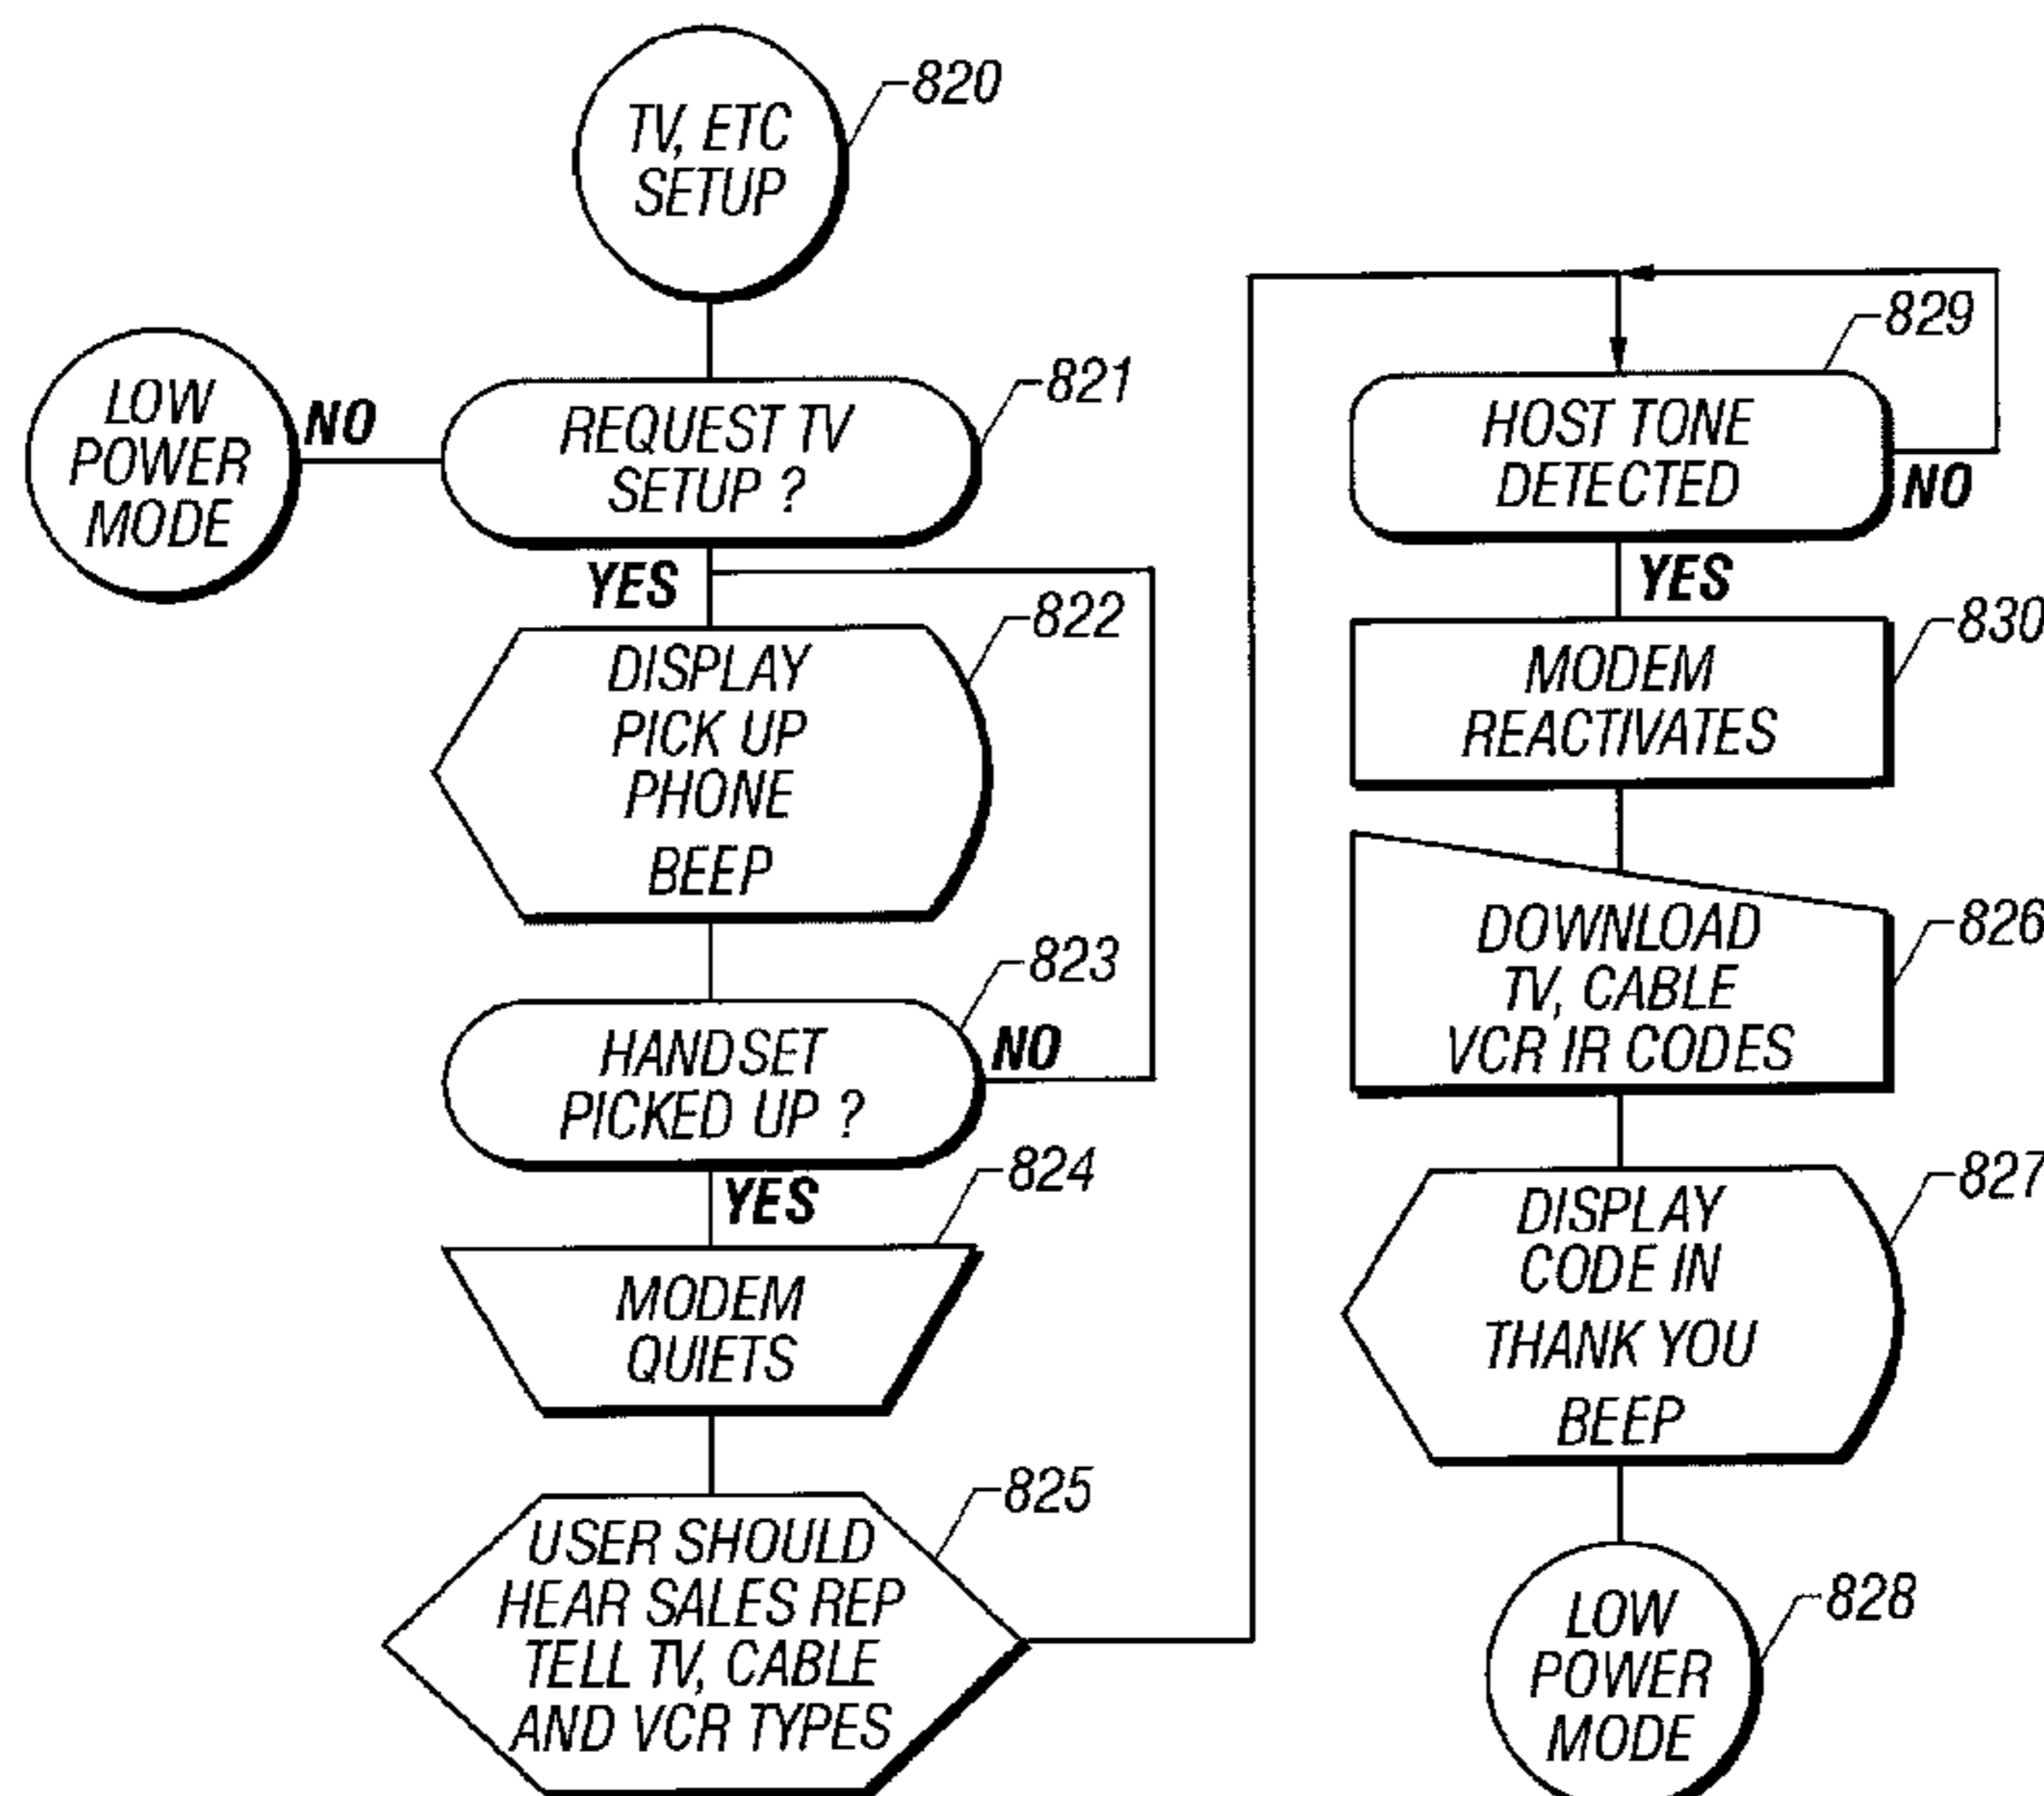 TV, ETC
SETUP
820
LOW
POWER
MODE
NO
REQUEST TV
SETUP ?
821
YES
DISPLAY
PICK UP
PHONE
BEEP
822
HANDSET
PICKED UP ?
823
NO
YES
MODEM
QUIETS
824
USER SHOULD
HEAR SALES REP
TELL TV, CABLE
AND VCR TYPES
825
HOST TONE
DETECTED
829
NO
YES
MODEM
REACTIVATES
830
DOWNLOAD
TV, CABLE
VCR IR CODES
826
DISPLAY
CODE IN
THANK YOU
BEEP
827
LOW
POWER
MODE
828